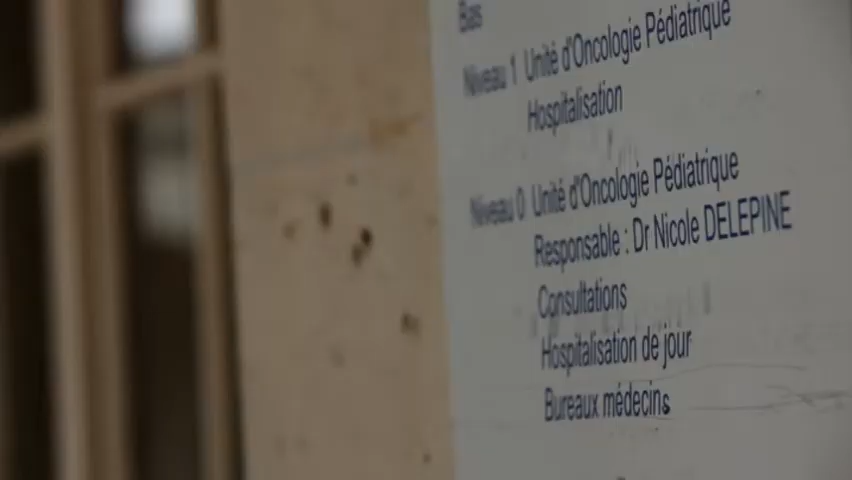 Bas
Niveau 1 Unité d'Oncologie Pédiatrique
Hospitalisation
Niveau 0 Unité d'Oncologie Pédiatrique
Responsable : Dr Nicole DELEPINE
Consultations
Hospitalisation de jour
Bureaux médecins